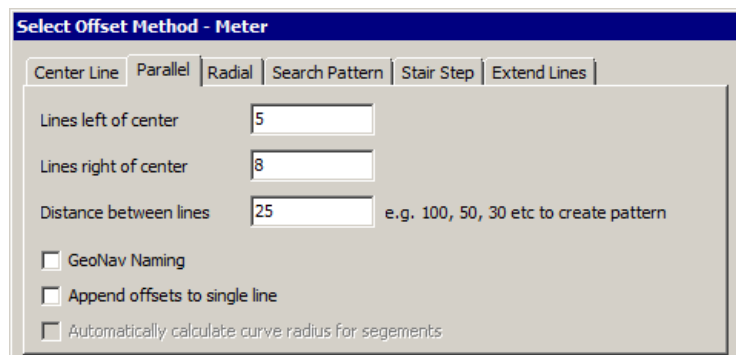 Select Offset Method - Meter
Center Line Parallel Radial Search Pattern Stair Step Extend Lines
Lines left of center 5
Lines right of center 8
Distance between lines 25 e.g. 100, 50, 30 etc to create pattern
GeoNav Naming
Append offsets to single line
Automatically calculate curve radius for segements